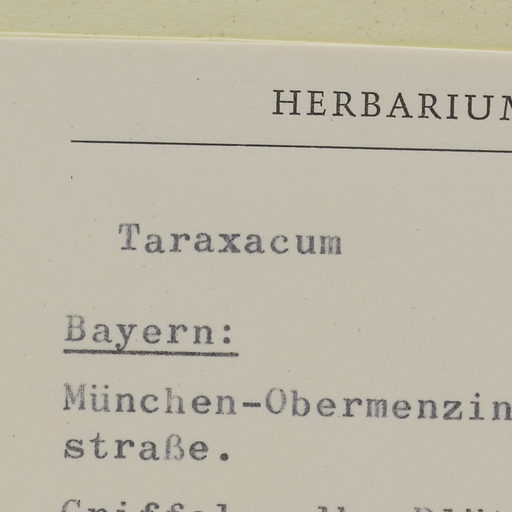 HERBARIUM
Taraxacum
Bayern:
München-Obermenzin
straße.